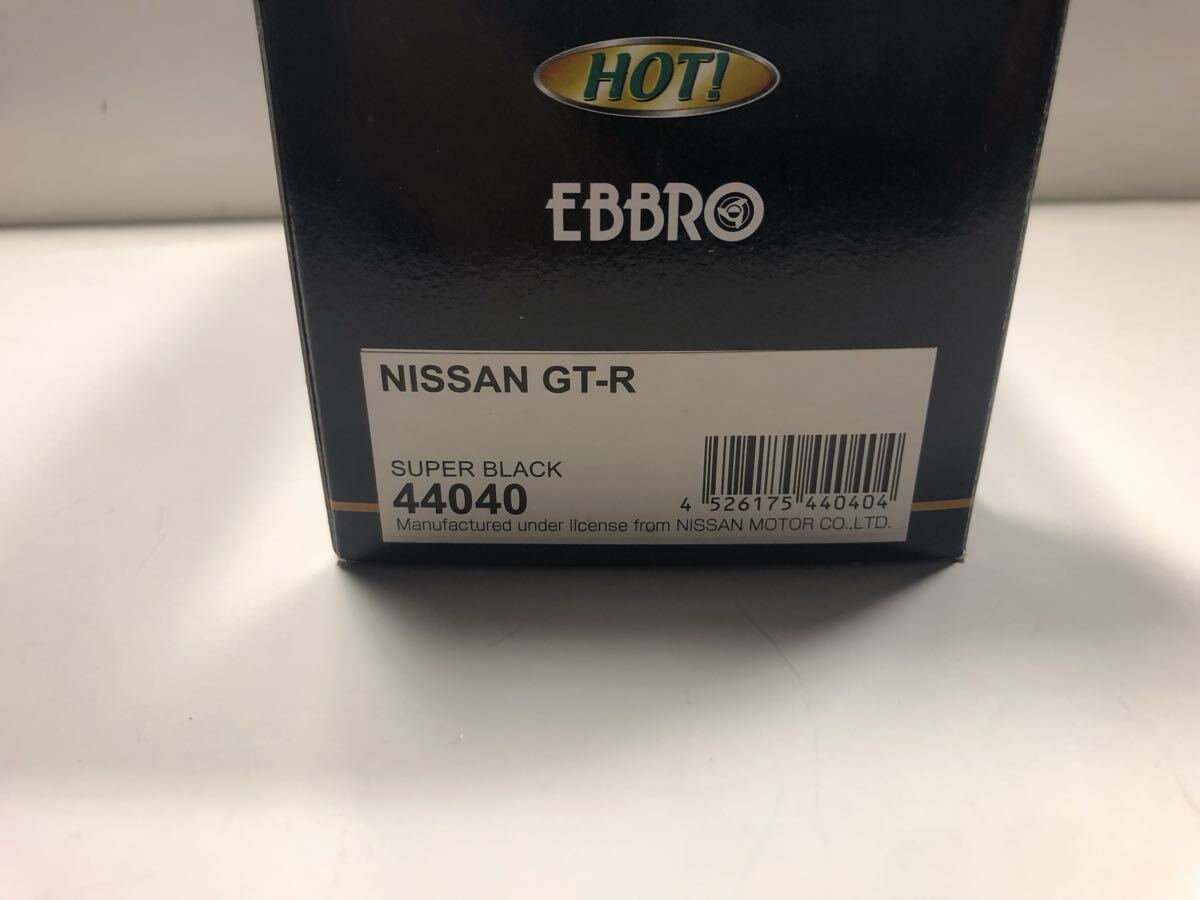 HOT!
EBBRO
NISSAN GT-R
SUPER BLACK
44040
4 526175 440404
Manufactured under license from NISSAN MOTOR CO.,LTD.